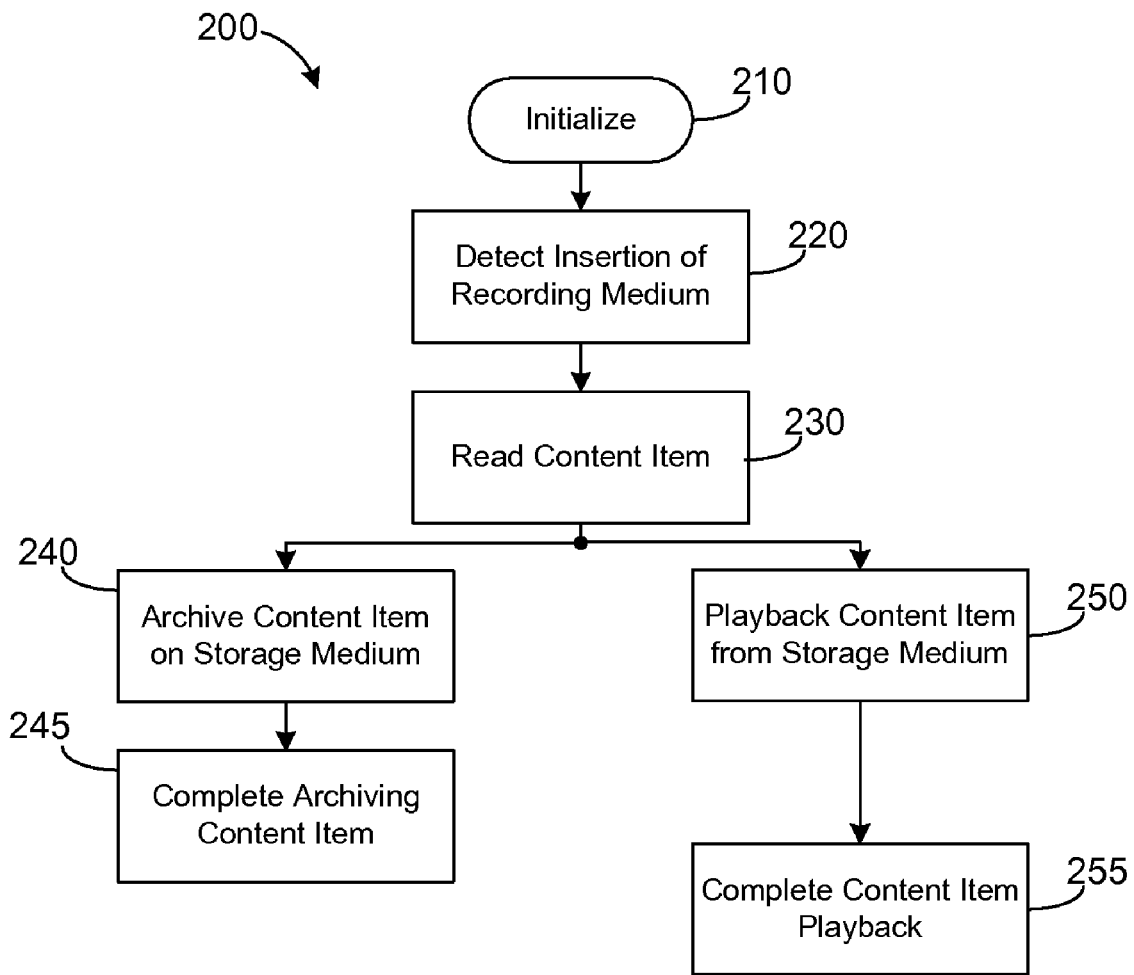 200
210
Initialize
220
Detect Insertion of
Recording Medium
230
Read Content Item
240
Archive Content Item
on Storage Medium
250
Playback Content Item
from Storage Medium
245
Complete Archiving
Content Item
255
Complete Content Item
Playback